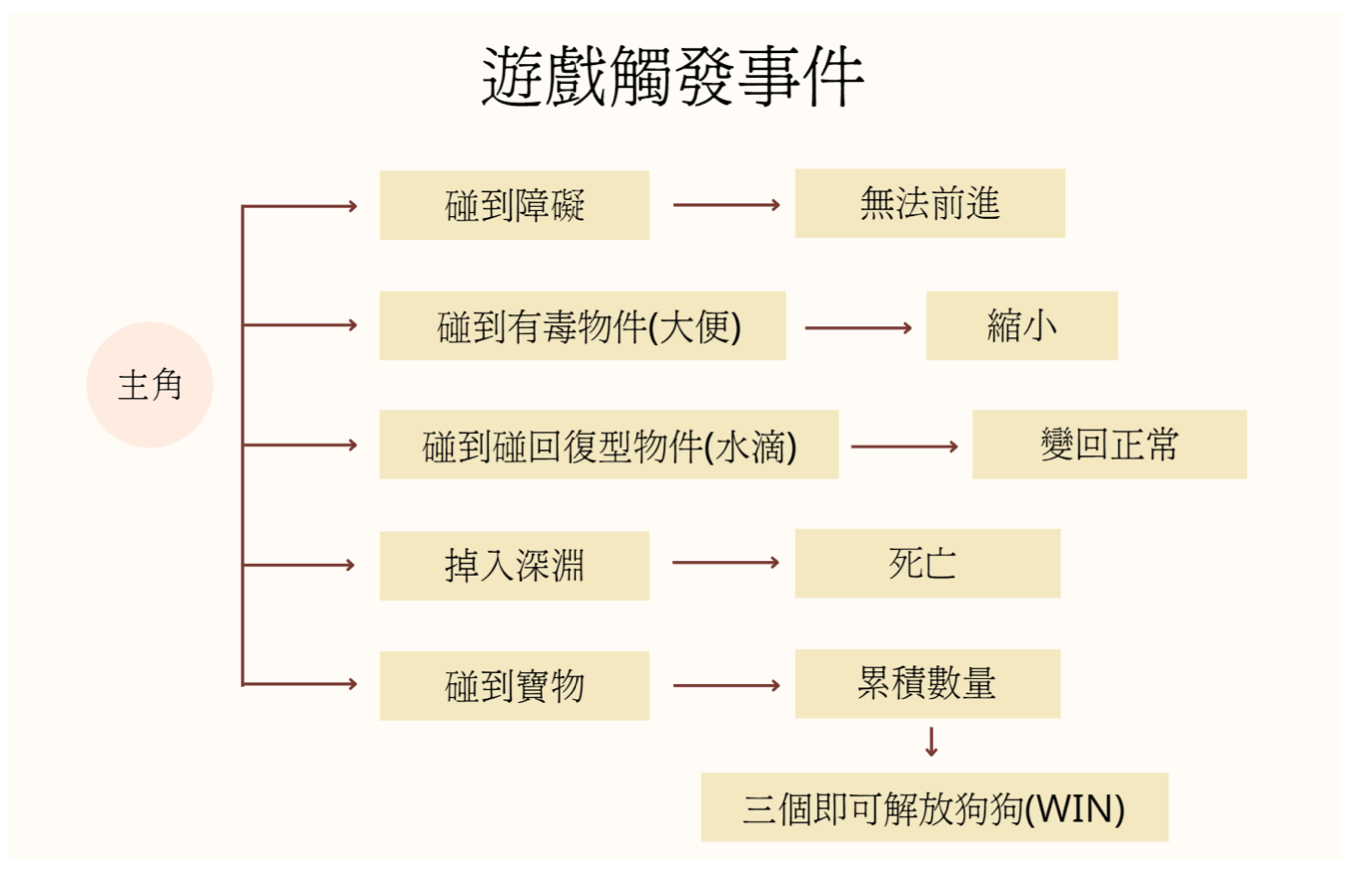 遊戲觸發事件
主角
碰到障礙
無法前進
碰到有毒物件(大便)
縮小
碰到碰回復型物件(水滴)
變回正常
掉入深淵
死亡
碰到寶物
累積數量
三個即可解放狗狗(WIN)